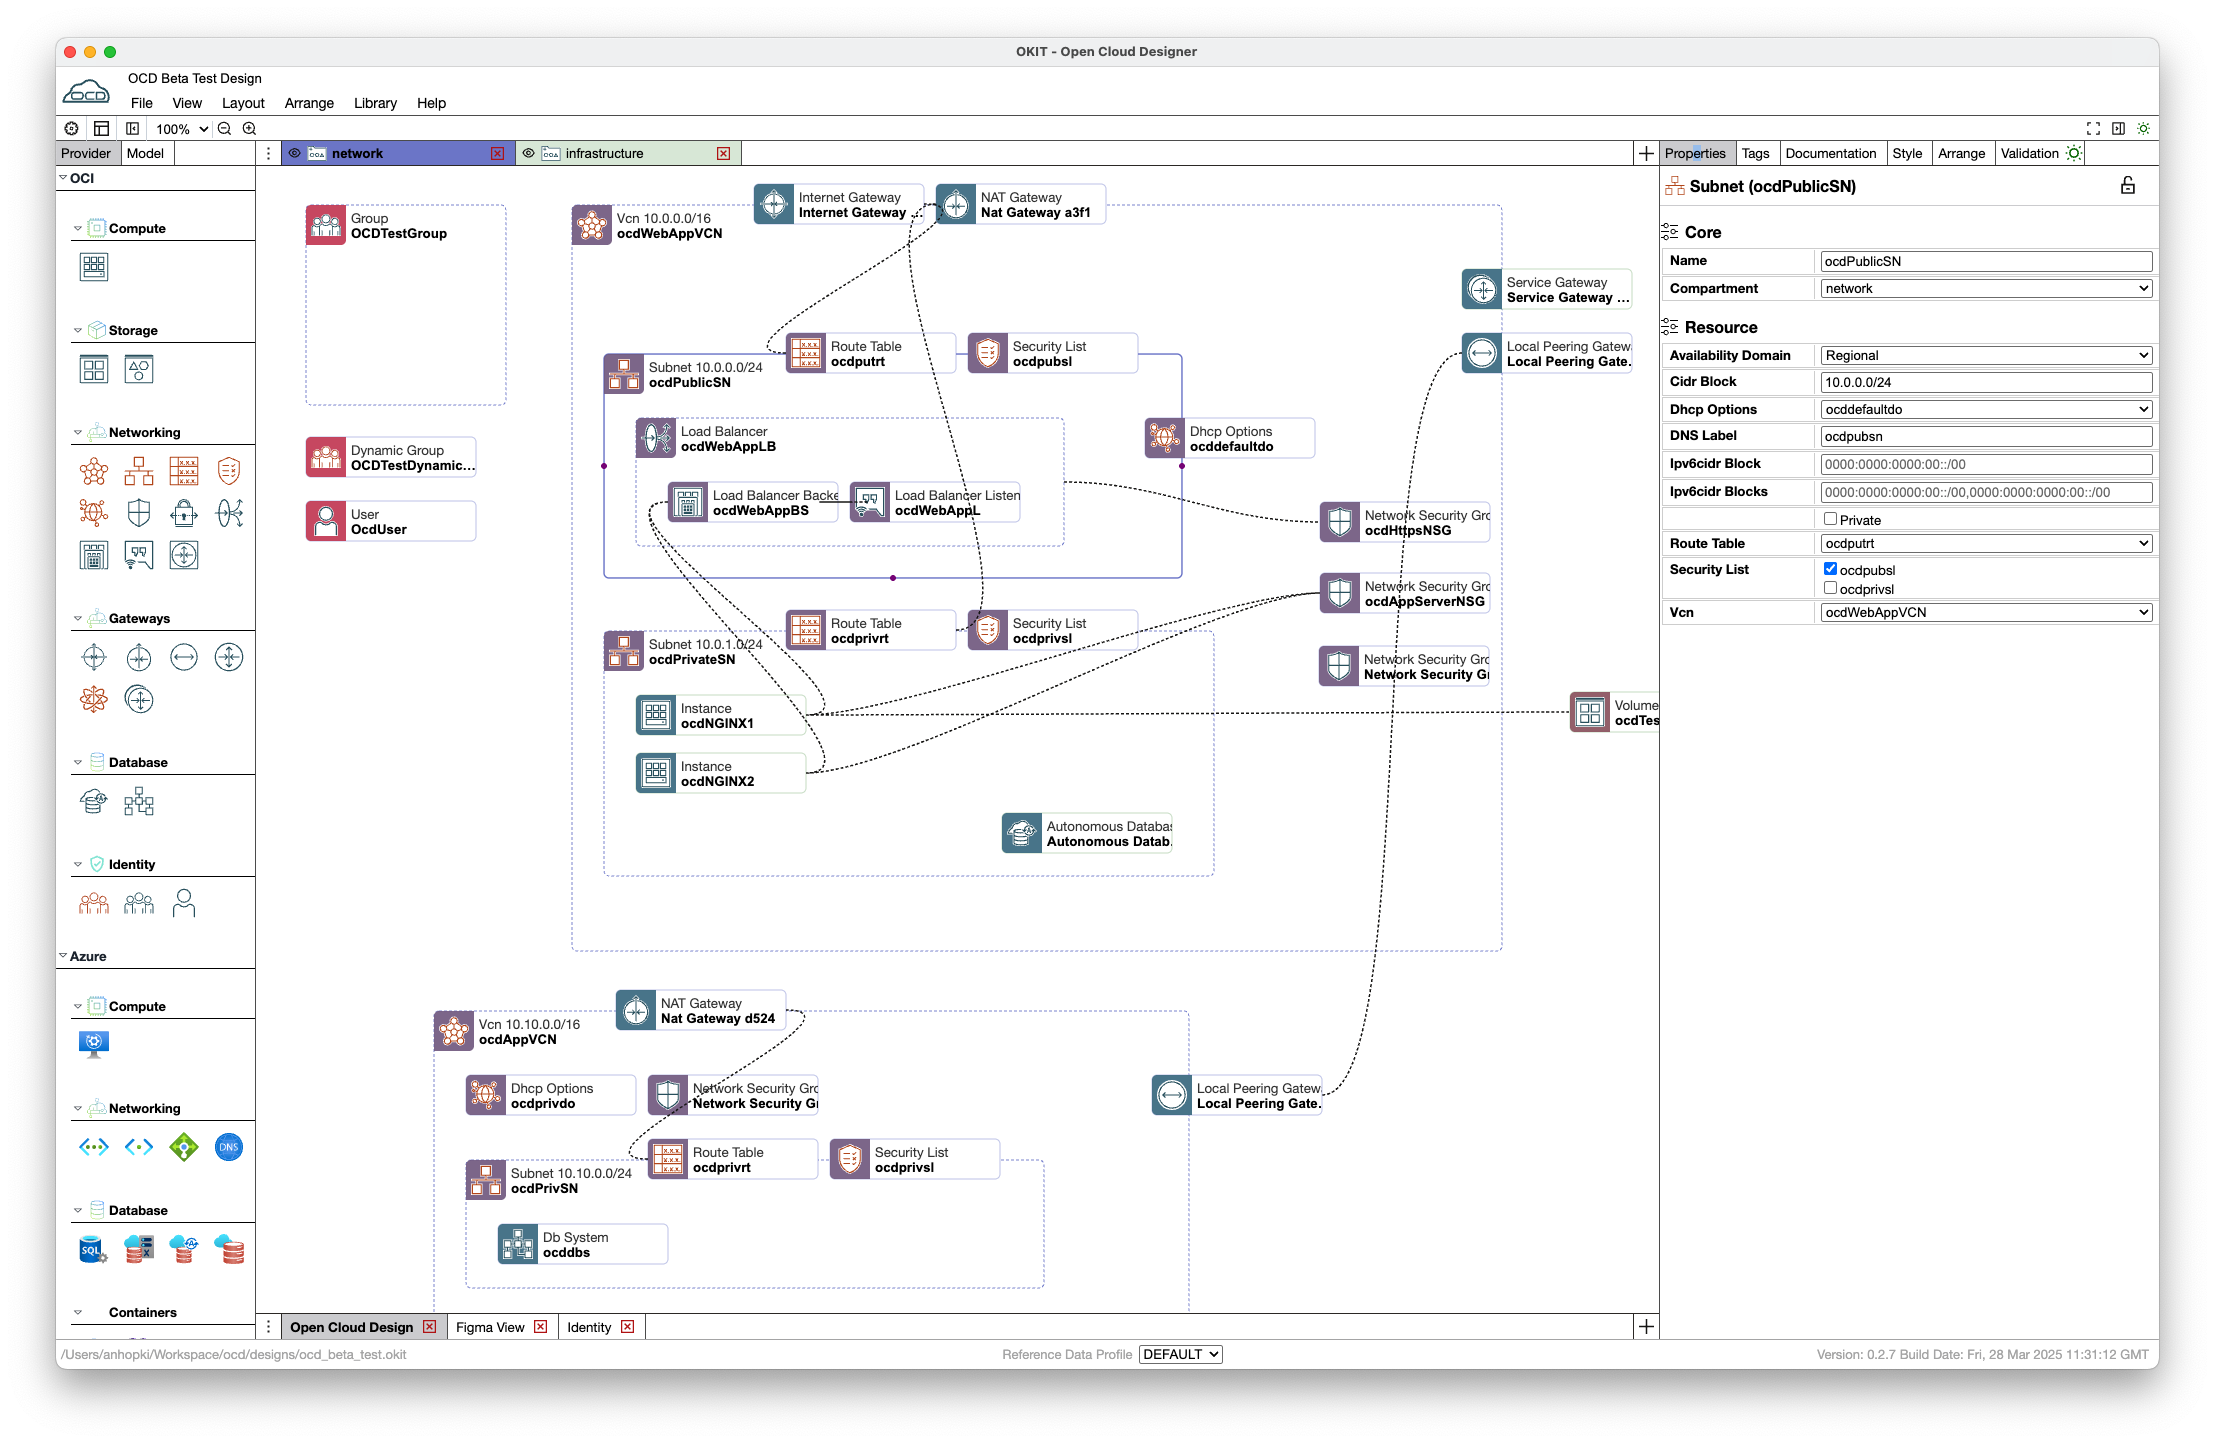 OKIT - Open Cloud Designer
OCD
OCD Beta Test Design
File View Layout Arrange Library Help
100%
Provider Model
network
infrastructure
Properties Tags Documentation Style Arrange Validation
OCI
Compute
Storage
Networking
Gateways
Database
Identity
Azure
Compute
Networking
DNS
Database
SQL
Containers
Group
OCDTestGroup
Dynamic Group
OCDTestDynamic...
User
OcdUser
Vcn 10.0.0.0/16
ocdWebAppVCN
Internet Gateway
Internet Gateway ...
NAT Gateway
Nat Gateway a3f1
Service Gateway
Service Gateway ...
Local Peering Gatew
Local Peering Gate.
Route Table
ocdputrt
Security List
ocdpubsl
Subnet 10.0.0.0/24
ocdPublicSN
Load Balancer
ocdWebAppLB
Dhcp Options
ocddefaultdo
Load Balancer Backe
ocdWebAppBS
Load Balancer Listen
ocdWebAppL
Network Security Grc
ocdHttpsNSG
Network Security Grc
ocdAppServerNSG
Route Table
ocdprivrt
Security List
ocdprivsl
Subnet 10.0.1.0/24
ocdPrivateSN
Network Security Grc
Network Security G
Instance
ocdNGINX1
Volume
ocdTes
Instance
ocdNGINX2
Autonomous Databas
Autonomous Datab.
NAT Gateway
Nat Gateway d524
Vcn 10.10.0.0/16
ocdAppVCN
Dhcp Options
ocdprivdo
Network Security Grc
Network Security G
Local Peering Gatew
Local Peering Gate.
Route Table
ocdprivrt
Security List
ocdprivsl
Subnet 10.10.0.0/24
ocdPrivSN
Db System
ocddbs
Subnet (ocdPublicSN)
Core
Name ocdPublicSN
Compartment network
Resource
Availability Domain Regional
Cidr Block 10.0.0.0/24
Dhcp Options ocddefaultdo
DNS Label ocdpubsn
Ipv6cidr Block 0000:0000:0000:00::/00
Ipv6cidr Blocks 0000:0000:0000:00::/00,0000:0000:0000:00::/00
Private
Route Table ocdputrt
Security List ocdpubsl
ocdprivsl
Vcn ocdWebAppVCN
Open Cloud Design Figma View Identity
/Users/anhopki/Workspace/ocd/designs/ocd_beta_test.okit
Reference Data Profile DEFAULT
Version: 0.2.7 Build Date: Fri, 28 Mar 2025 11:31:12 GMT